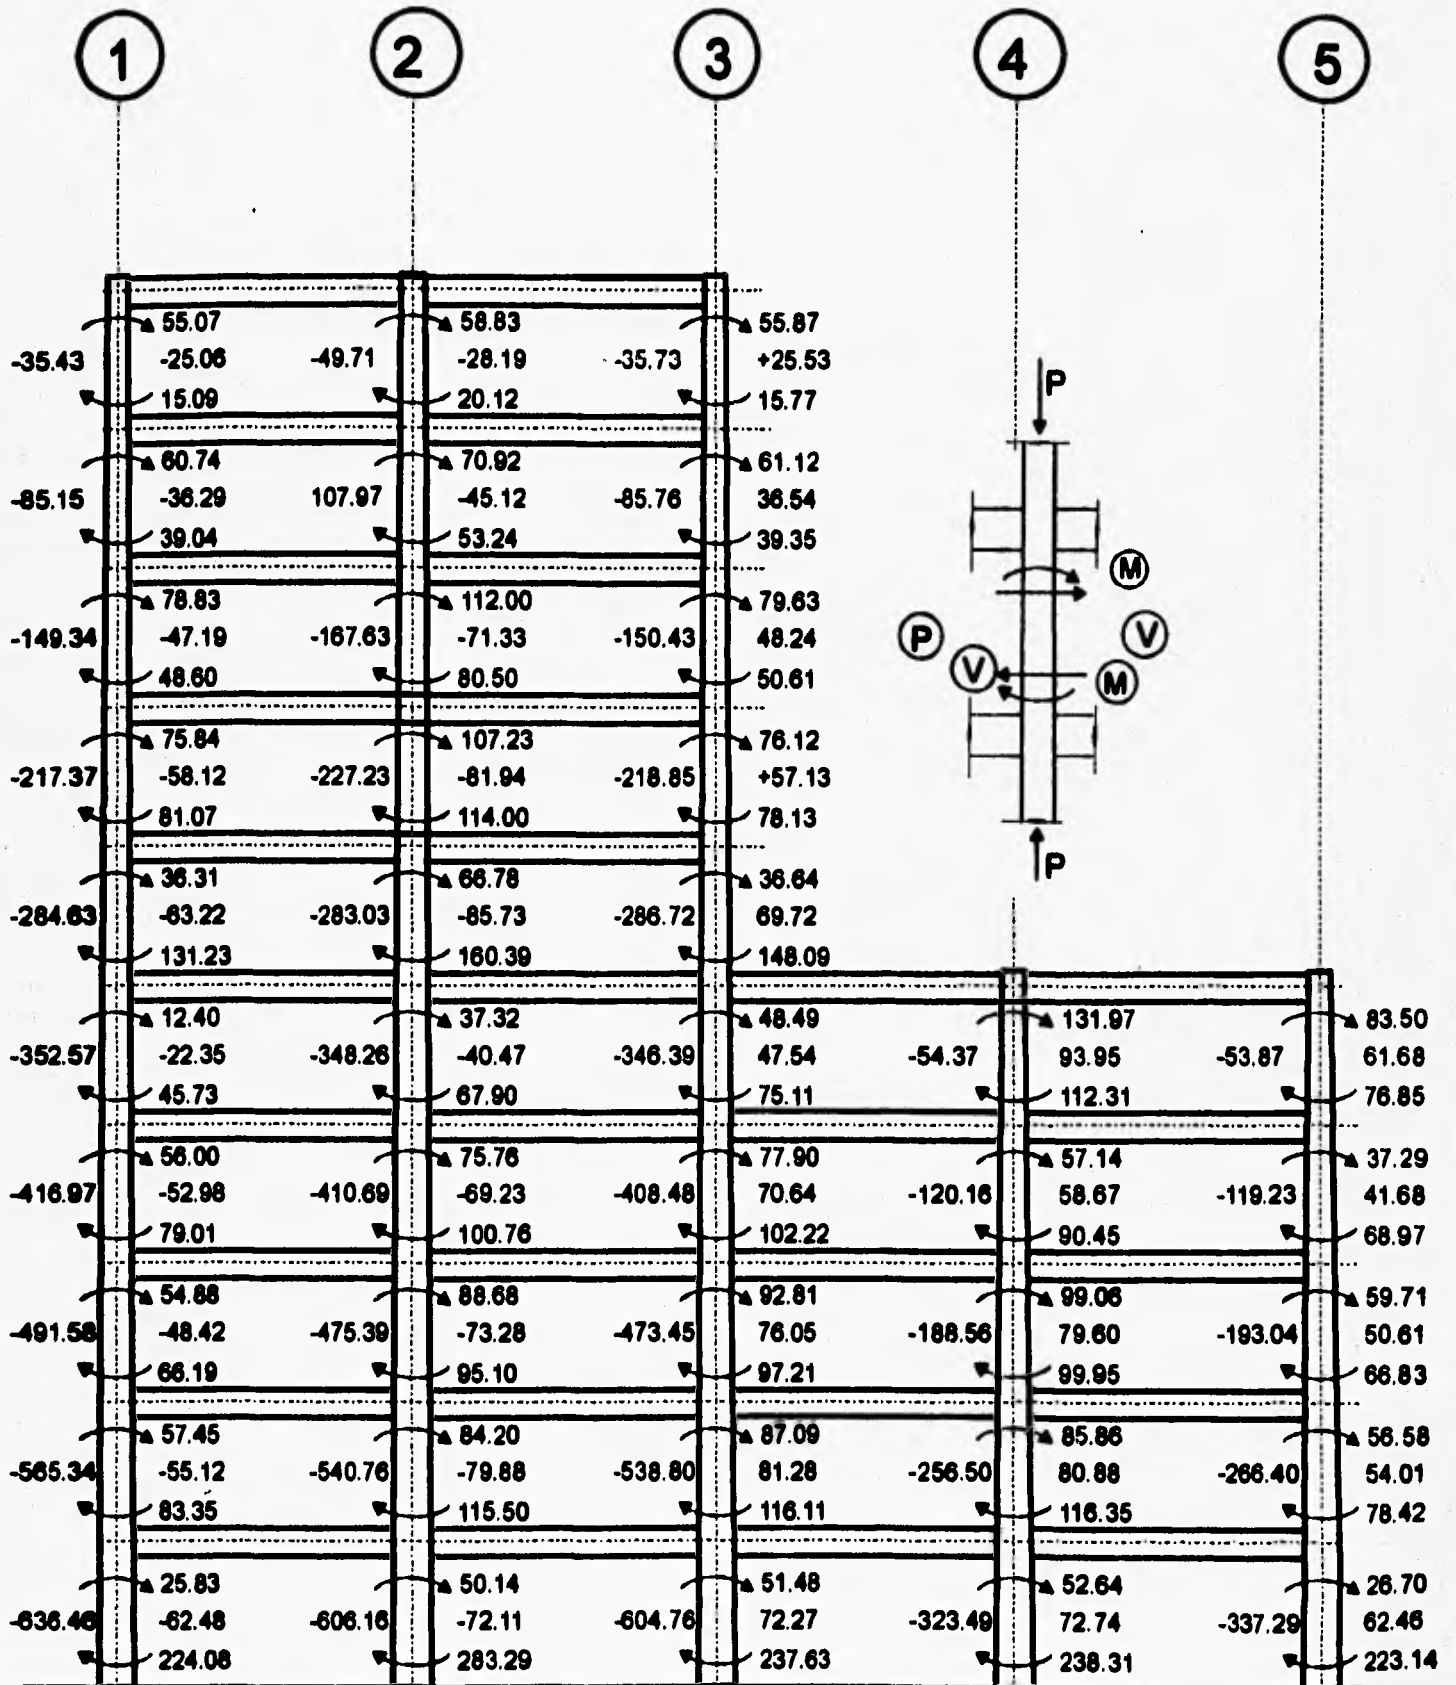 1 2 3 4 5
55.07 58.83 55.87
-35.43 -25.06 -49.71 -28.19 -35.73 +25.53
15.09 20.12 15.77
P
60.74 70.92 61.12
-85.15 -36.29 107.97 -45.12 -85.76 36.54
39.04 53.24 39.35
M
78.83 112.00 79.63
-149.34 -47.19 -167.63 -71.33 -150.43 48.24
P V
48.60 80.50 50.61
V M
75.84 107.23 76.12
-217.37 -58.12 -227.23 -81.94 -218.85 +57.13
81.07 114.00 78.13
P
36.31 66.78 36.64
-284.63 -63.22 -283.03 -85.73 -286.72 69.72
131.23 160.39 148.09
12.40 37.32 48.49 131.97 83.50
-352.57 -22.35 -348.26 -40.47 -346.39 47.54 -54.37 93.95 -53.87 61.68
45.73 67.90 75.11 112.31 76.85
56.00 75.76 77.90 57.14 37.29
-416.97 -52.98 -410.69 -69.23 -408.48 70.64 -120.16 58.67 -119.23 41.68
79.01 100.76 102.22 90.45 68.97
54.88 88.68 92.81 99.06 59.71
-491.58 -48.42 -475.39 -73.28 -473.45 76.05 -188.56 79.60 -193.04 50.61
66.19 95.10 97.21 99.95 66.83
57.45 84.20 87.09 85.86 56.58
-565.34 -55.12 -540.76 -79.88 -538.80 81.28 -256.50 80.88 -266.40 54.01
83.35 115.50 116.11 116.35 78.42
25.83 50.14 51.48 52.64 26.70
-636.46 -62.48 -606.16 -72.11 -604.76 72.27 -323.49 72.74 -337.29 62.46
224.08 283.29 237.63 238.31 223.14